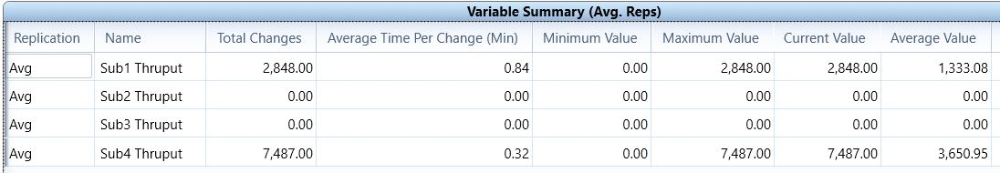 Variable Summary (Avg. Reps)
Replication Name Total Changes Average Time Per Change (Min) Minimum Value Maximum Value Current Value Average Value
Avg Sub1 Thruput 2,848.00 0.84 0.00 2,848.00 2,848.00 1,333.08
Avg Sub2 Thruput 0.00 0.00 0.00 0.00 0.00 0.00
Avg Sub3 Thruput 0.00 0.00 0.00 0.00 0.00 0.00
Avg Sub4 Thruput 7,487.00 0.32 0.00 7,487.00 7,487.00 3,650.95